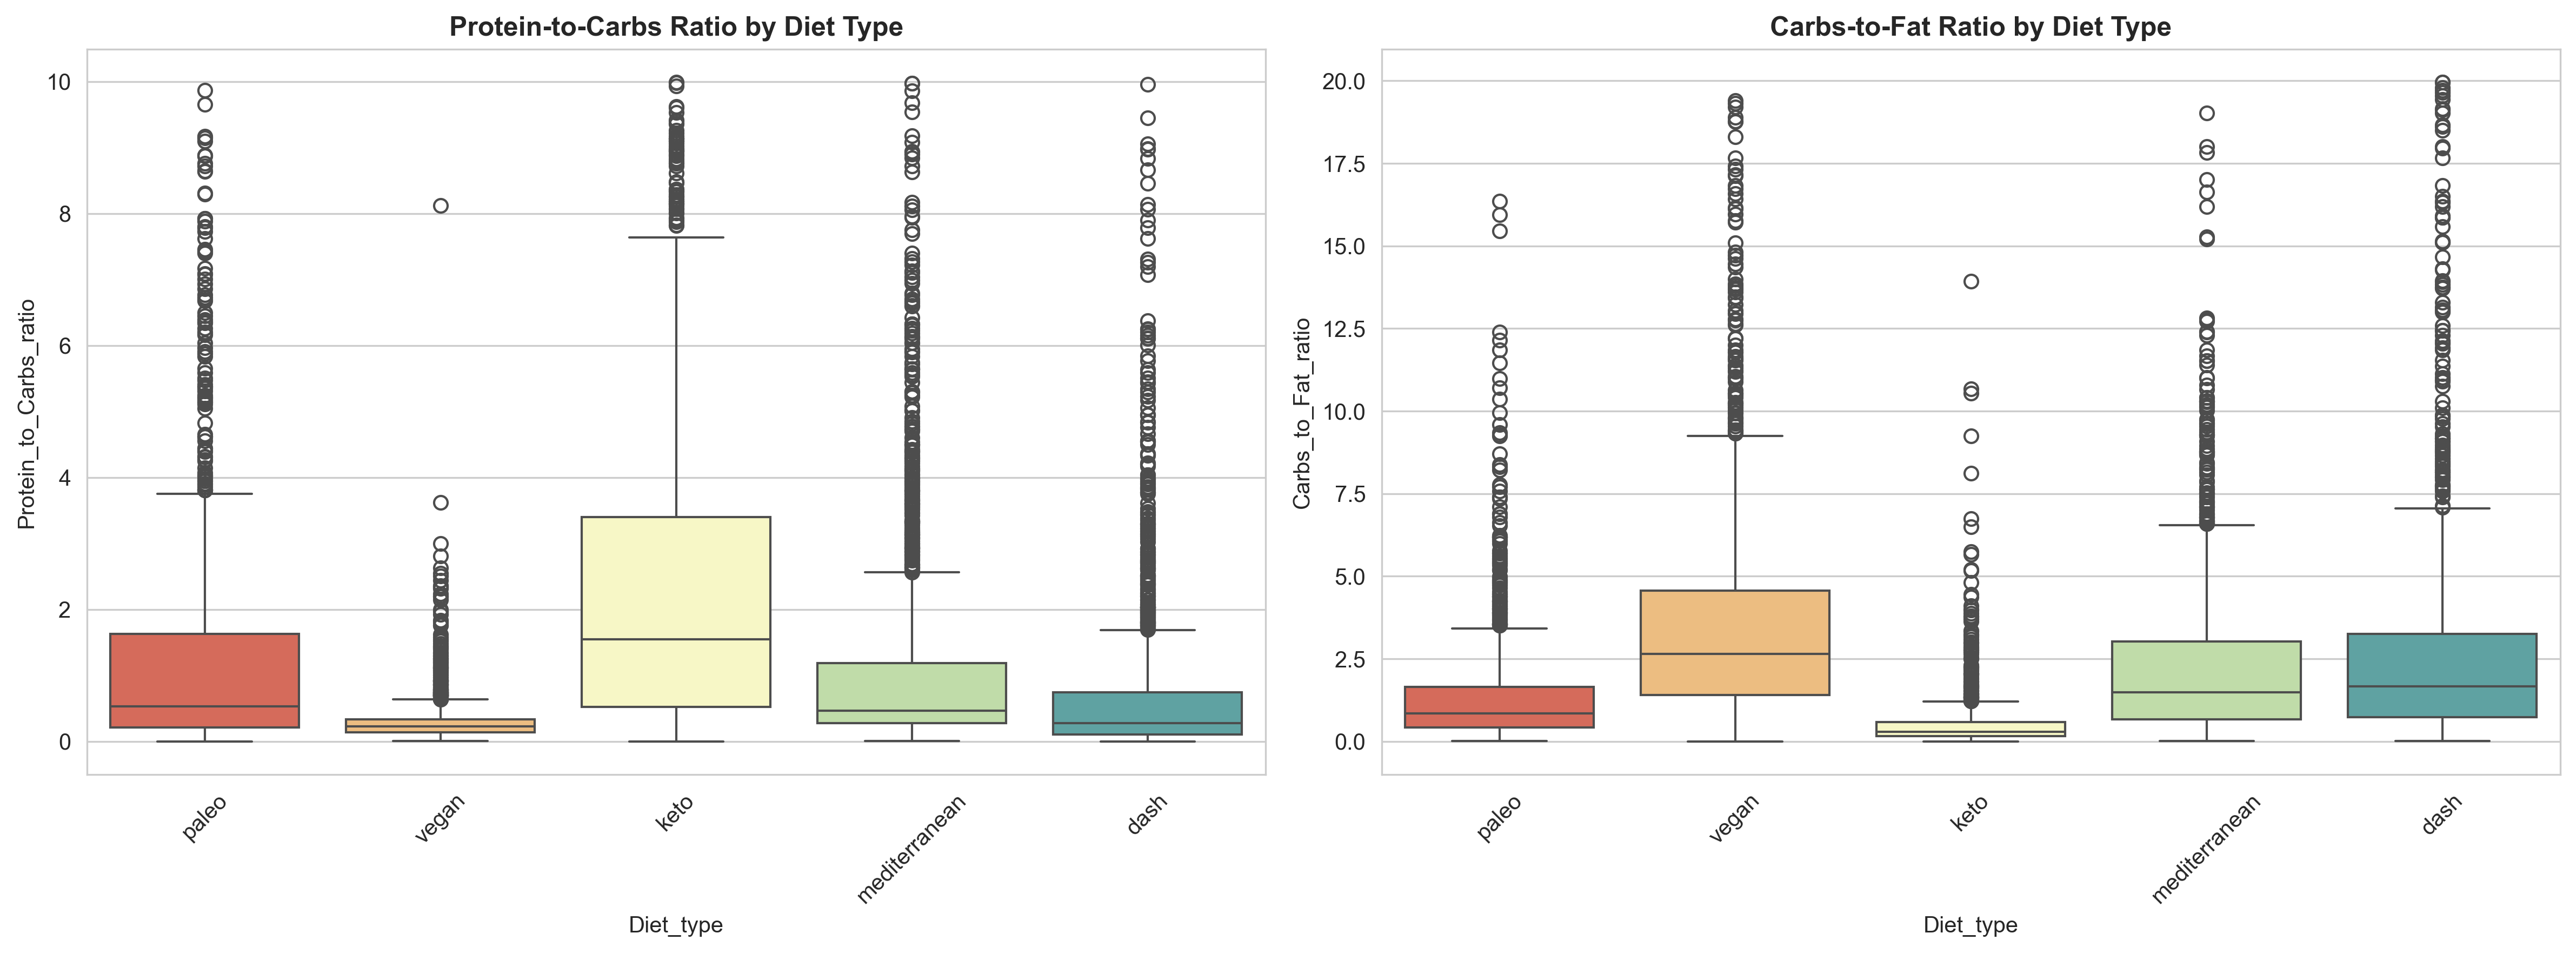 Protein-to-Carbs Ratio by Diet Type
Protein_to_Carbs_ratio
10
8
6
4
2
0
paleo
vegan
keto
mediterranean
dash
Diet_type
Carbs-to-Fat Ratio by Diet Type
Carbs_to_Fat_ratio
20.0
17.5
15.0
12.5
10.0
7.5
5.0
2.5
0.0
paleo
vegan
keto
mediterranean
dash
Diet_type